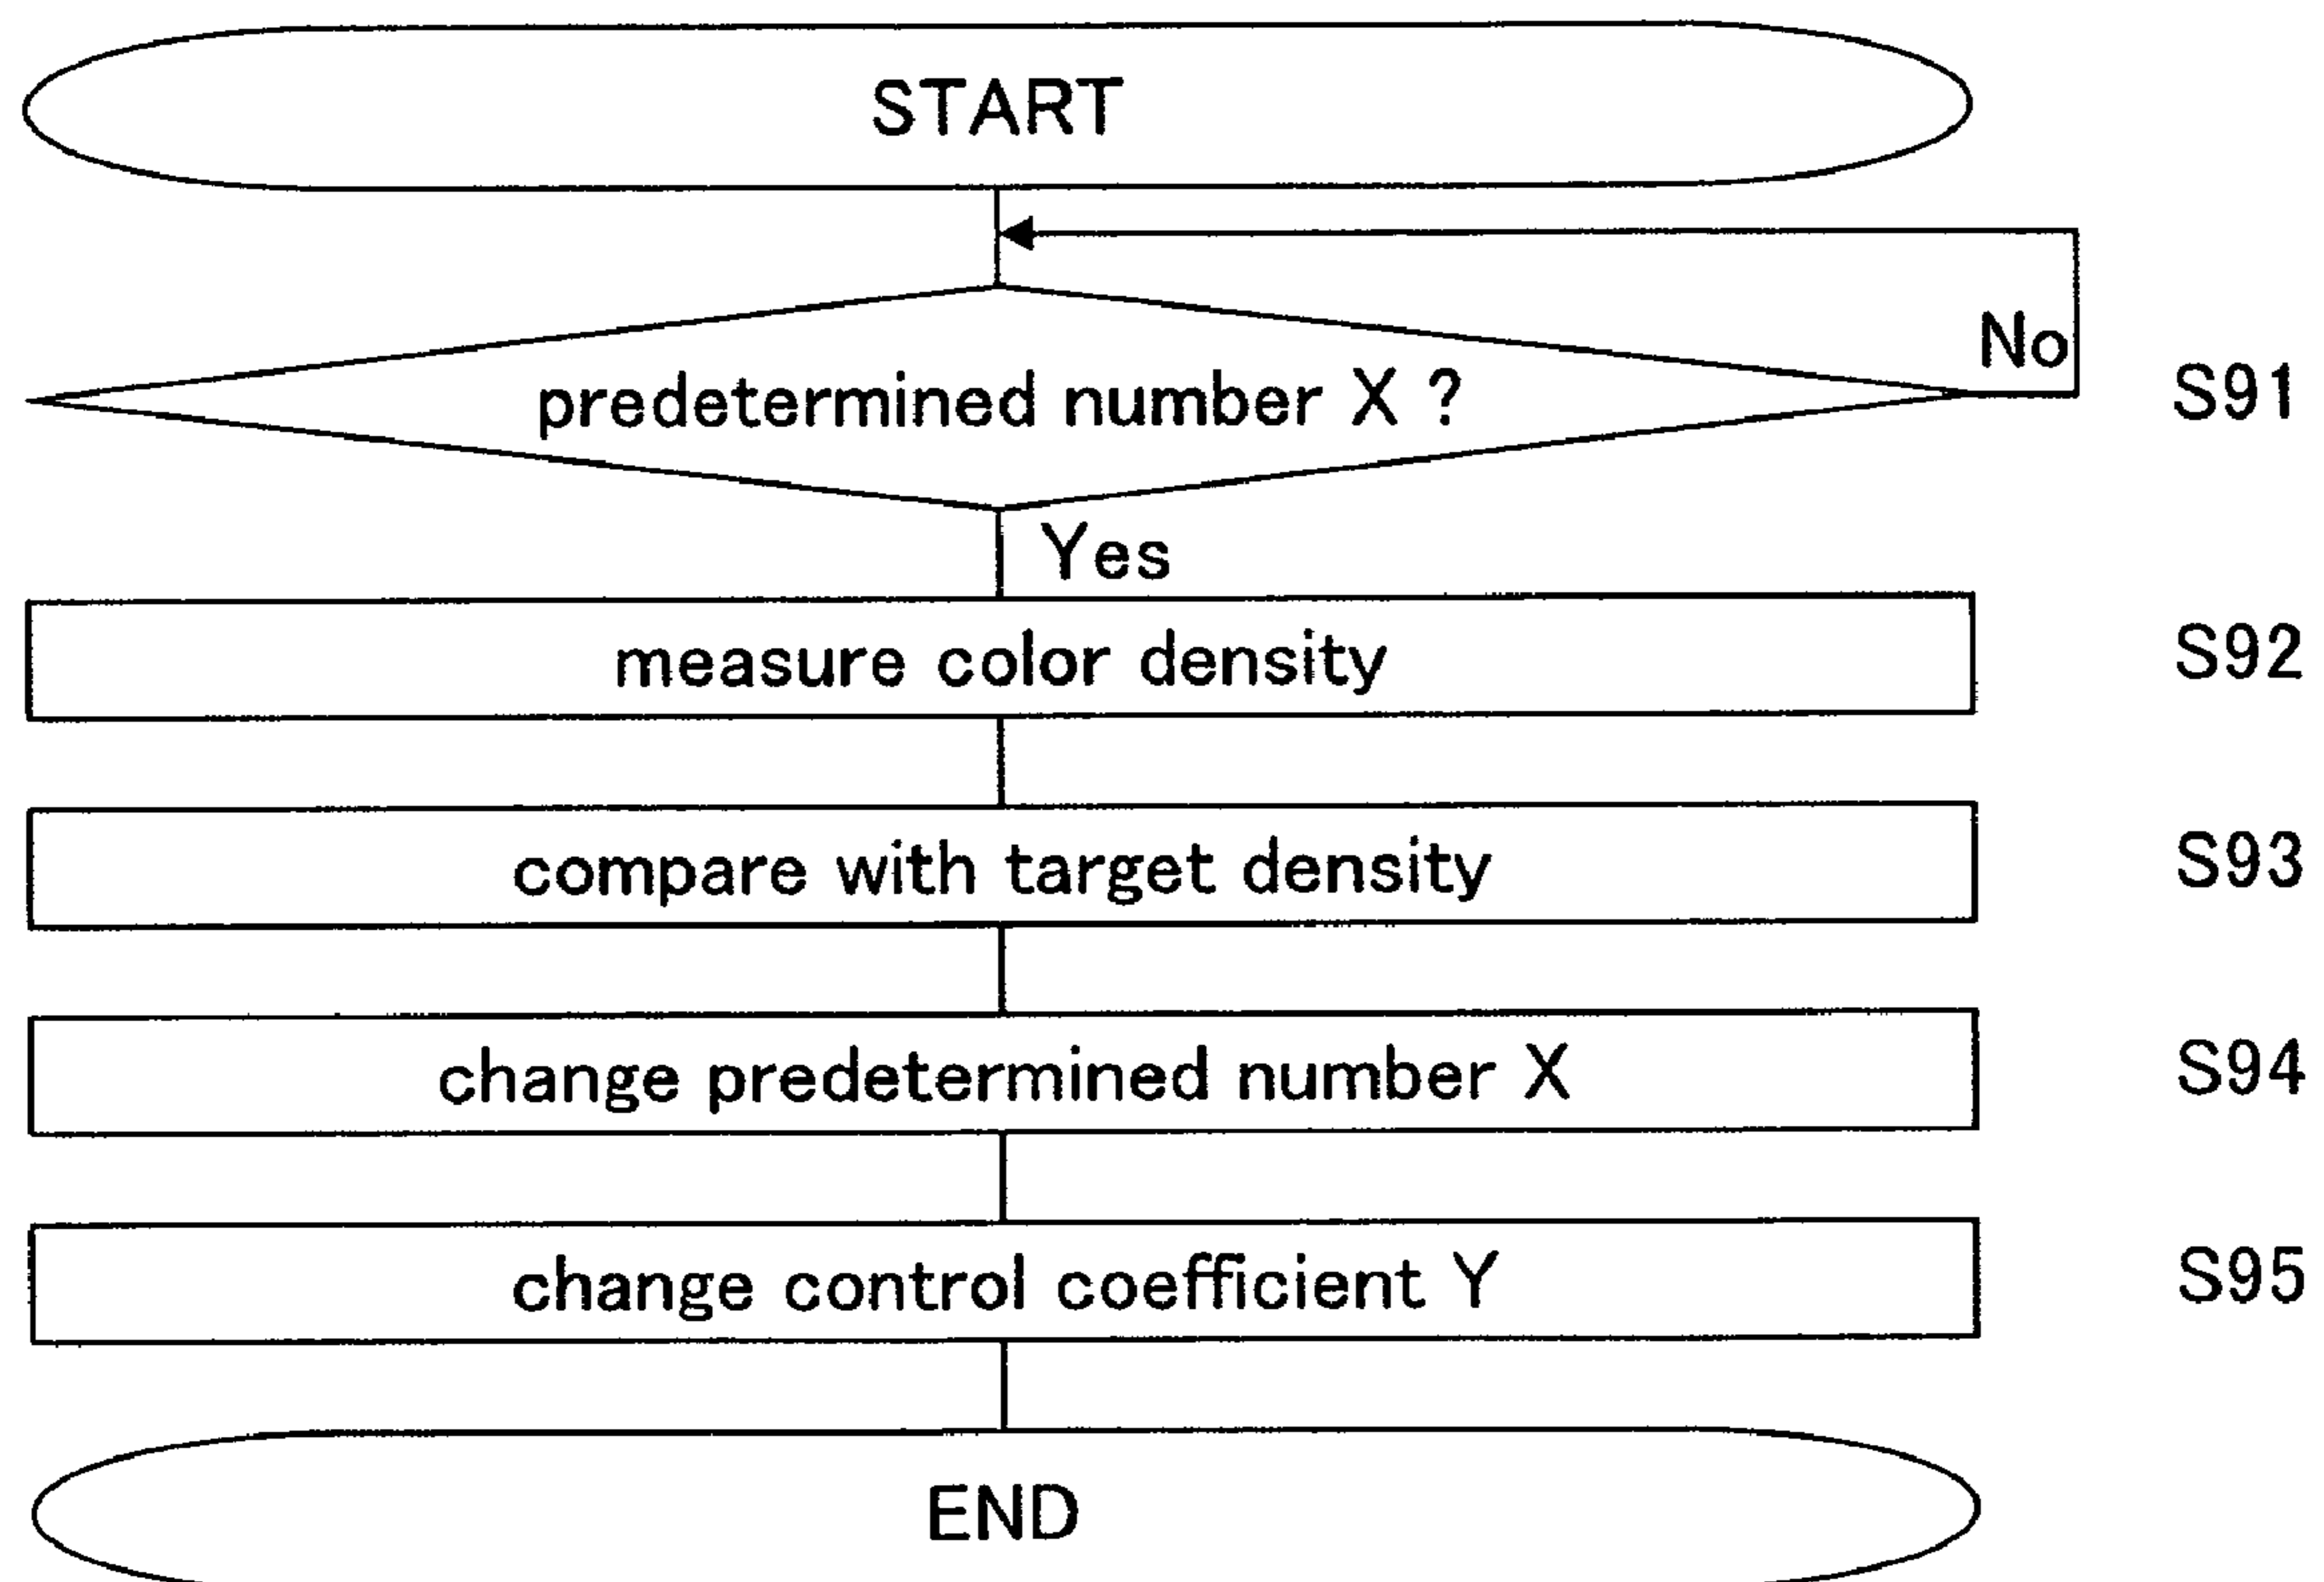 START
No
predetermined number X ?
S91
Yes
measure color density
S92
compare with target density
S93
change predetermined number X
S94
change control coefficient Y
S95
END